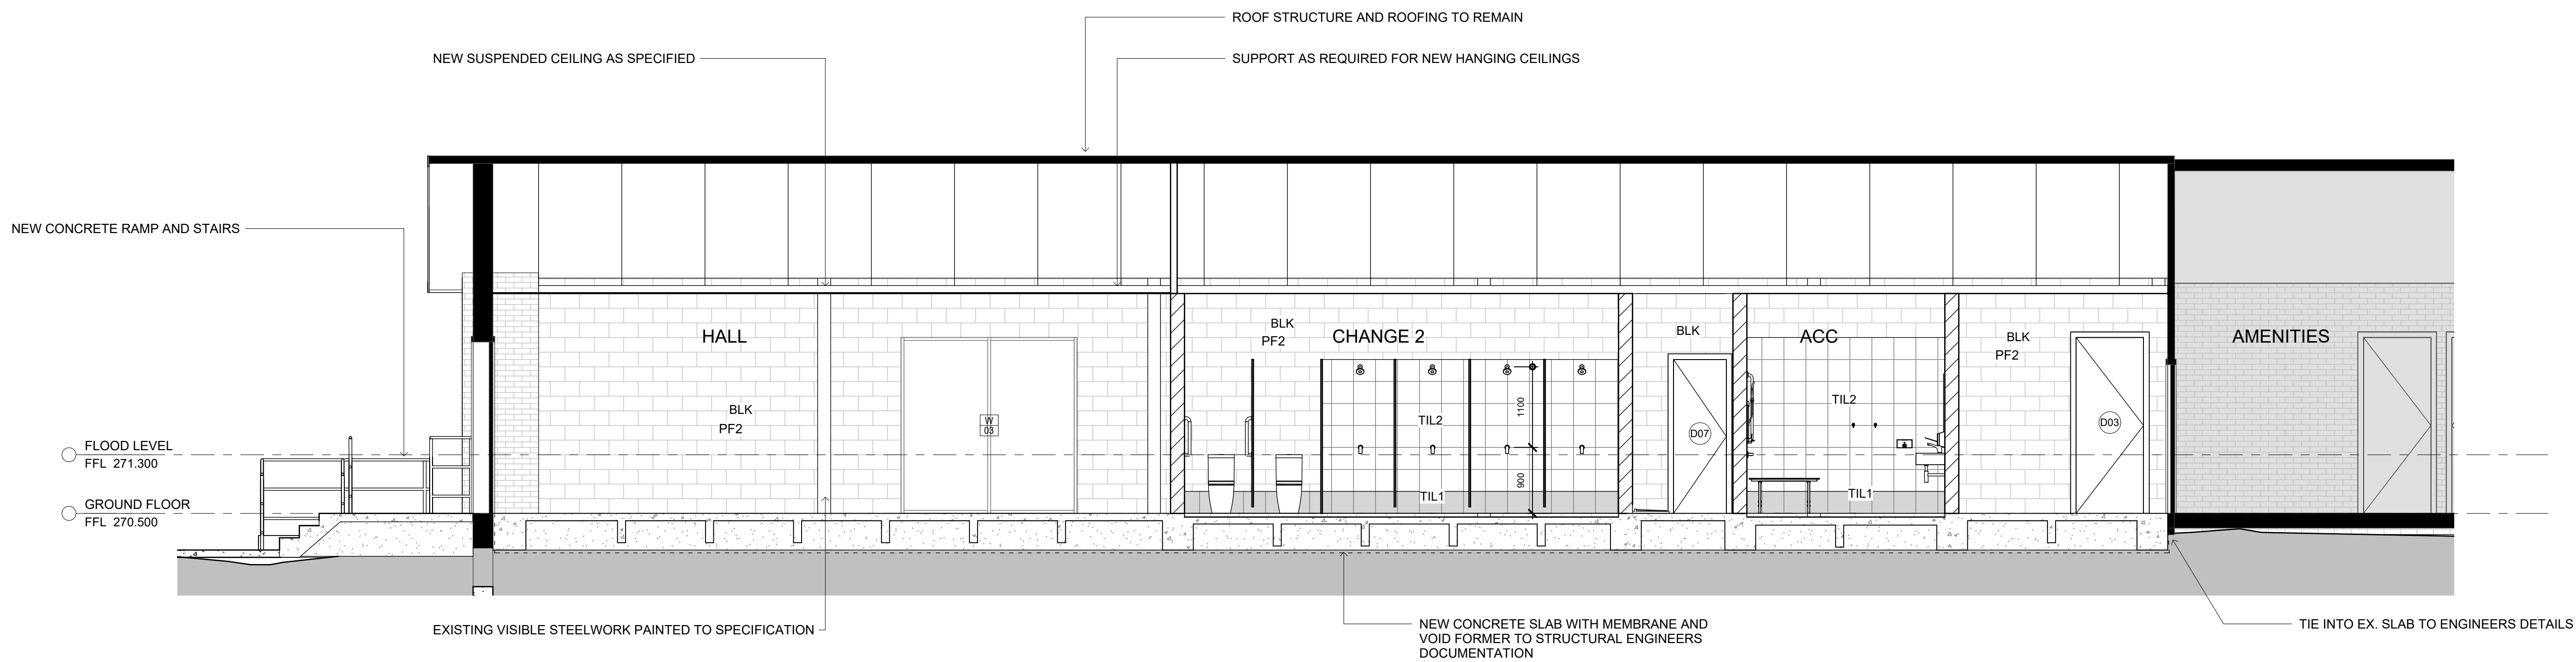 ROOF STRUCTURE AND ROOFING TO REMAIN
NEW SUSPENDED CEILING AS SPECIFIED
SUPPORT AS REQUIRED FOR NEW HANGING CEILINGS
NEW CONCRETE RAMP AND STAIRS
HALL
BLK
PF2
CHANGE 2
BLK
ACC
BLK
PF2
AMENITIES
BLK
PF2
W
03
TIL2
1100
TIL2
D07
D03
FLOOD LEVEL
FFL 271.300
900
TIL1
TIL1
GROUND FLOOR
FFL 270.500
EXISTING VISIBLE STEELWORK PAINTED TO SPECIFICATION
NEW CONCRETE SLAB WITH MEMBRANE AND
VOID FORMER TO STRUCTURAL ENGINEERS
DOCUMENTATION
TIE INTO EX. SLAB TO ENGINEERS DETAILS